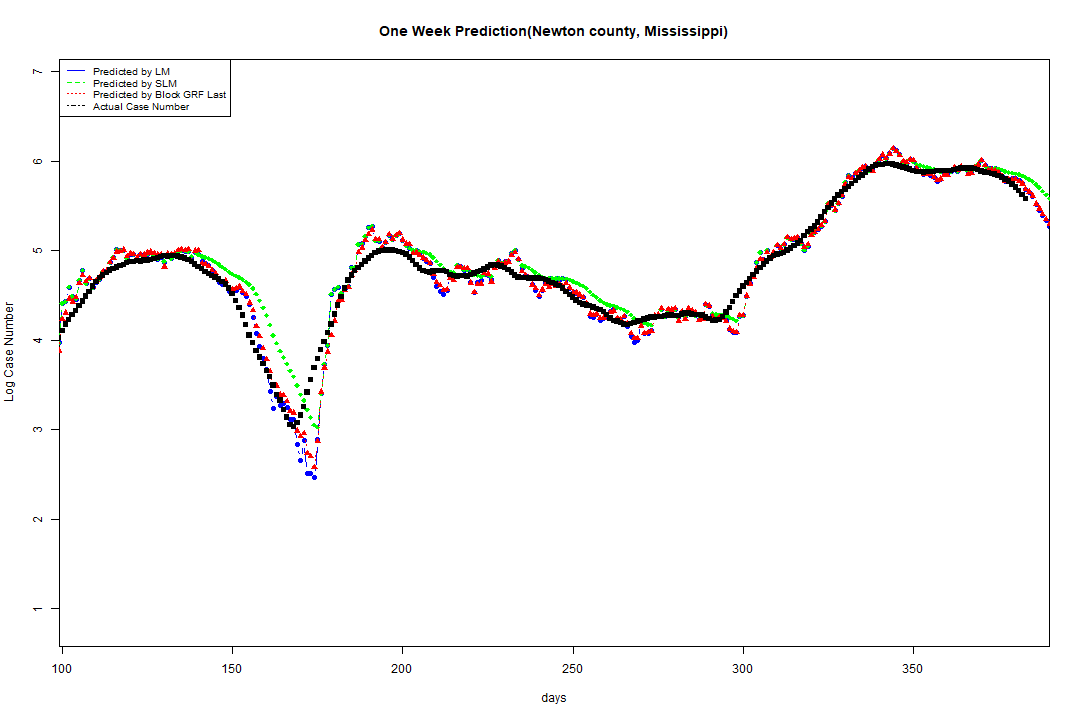 One Week Prediction(Newton county, Mississippi)
Predicted by LM
Predicted by SLM
Predicted by Block GRF Last
Actual Case Number
Log Case Number
7
6
5
4
3
2
1
100 150 200 250 300 350
days